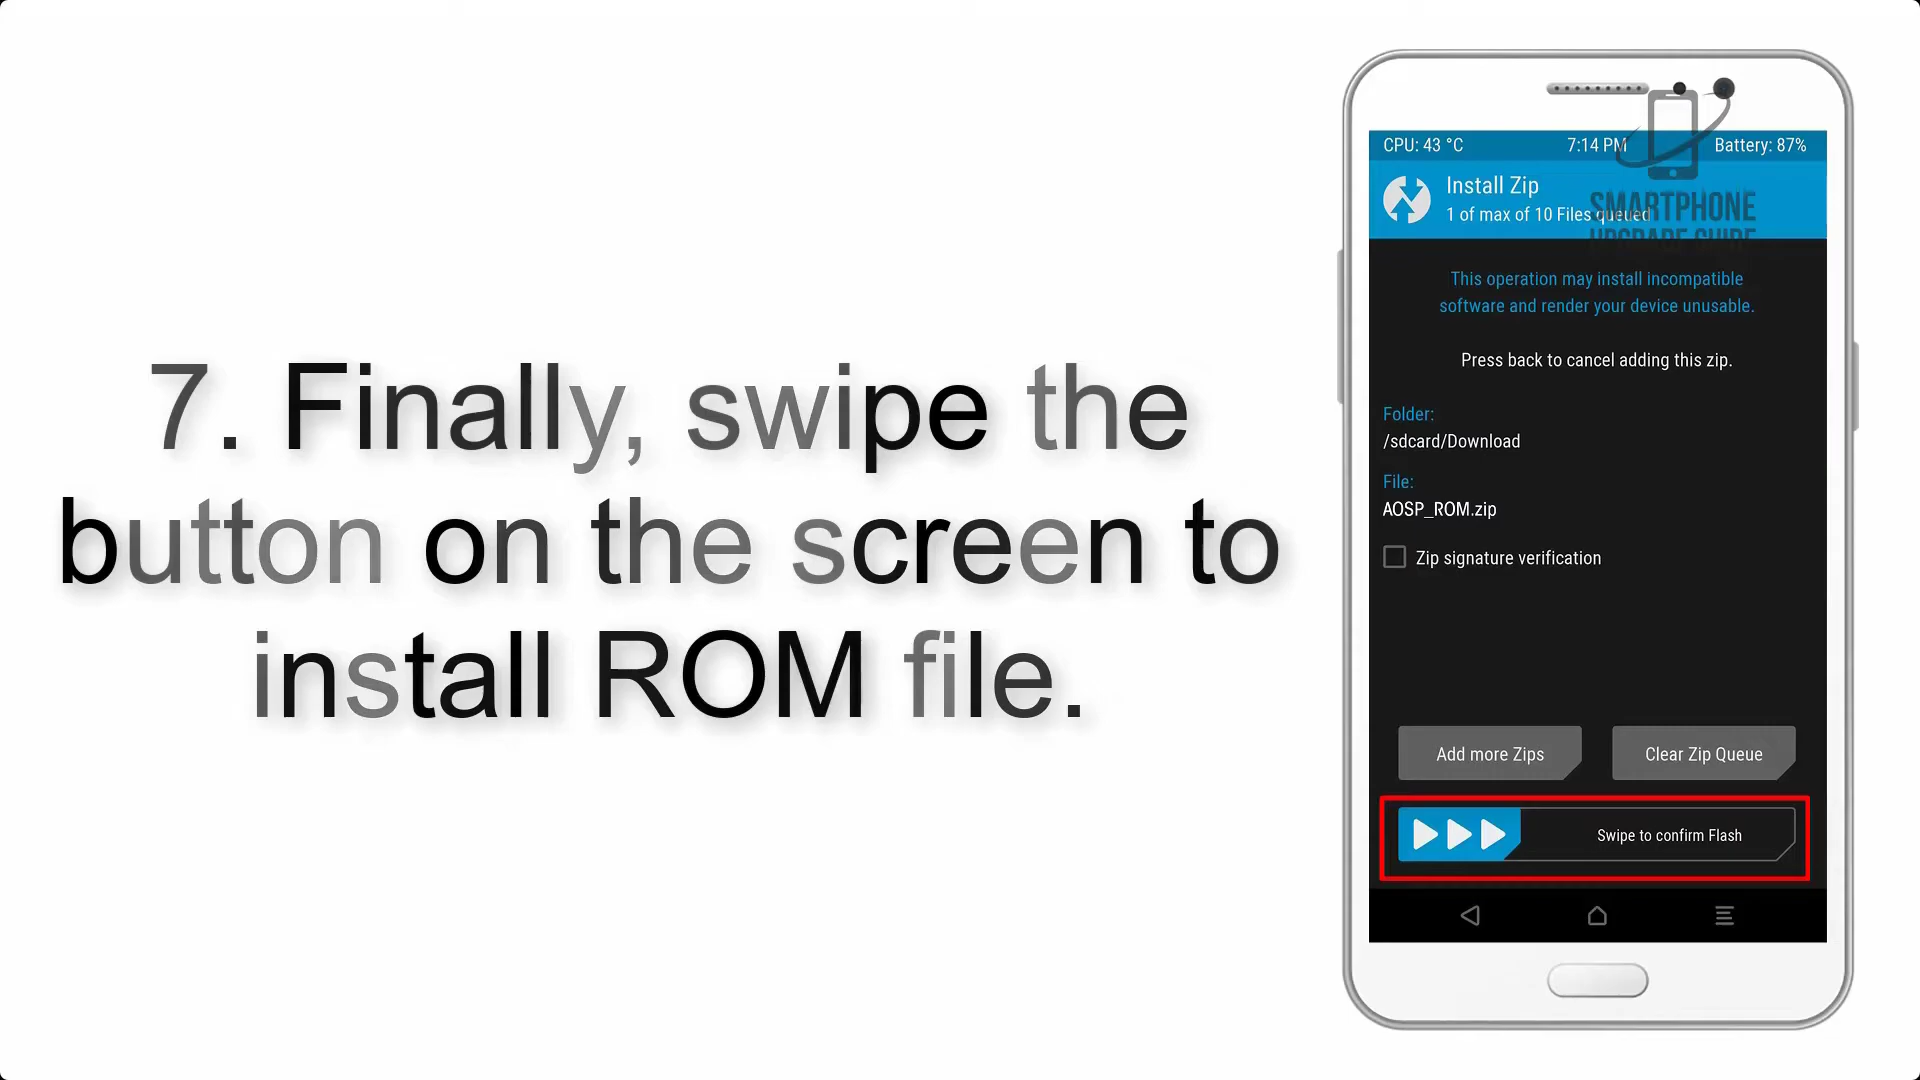 7. Finally, swipe the
button on the screen to
install ROM file.
CPU: 43 °C 7:14 PM Battery: 87%
Install Zip
1 of max of 10 Files queued
SMARTPHONE
UPGRADE GUIDE
This operation may install incompatible
software and render your device unusable.
Press back to cancel adding this zip.
Folder:
/sdcard/Download
File:
AOSP_ROM.zip
Zip signature verification
Add more Zips Clear Zip Queue
Swipe to confirm Flash